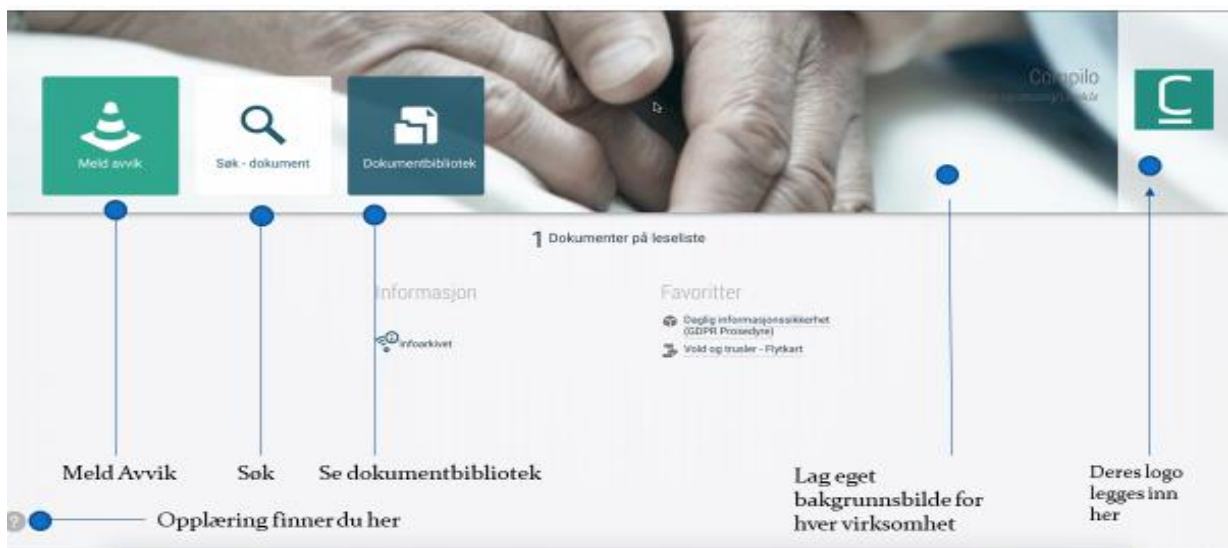 Compilo
C
Meld avvik
Søk - dokument
Dokumentbibliotek
1 Dokumenter på leseliste
Informasjon
Favoritter
Infoarkivet
Daglig informasjonssikkerhet
(GDPR Prosedyre)
Vold og trusler - Flytkart
Meld Avvik
Søk
Se dokumentbibliotek
Lag eget
bakgrunnsbilde for
hver virksomhet
Deres logo
legges inn
her
?
Opplæring finner du her